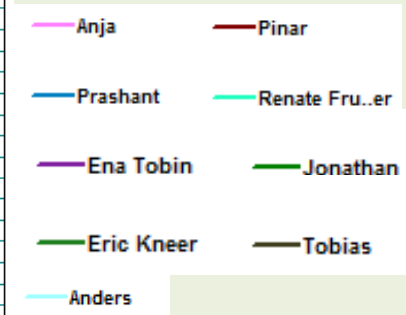 Anja Pinar
Prashant Renate Fru..er
Ena Tobin Jonathan
Eric Kneer Tobias
Anders